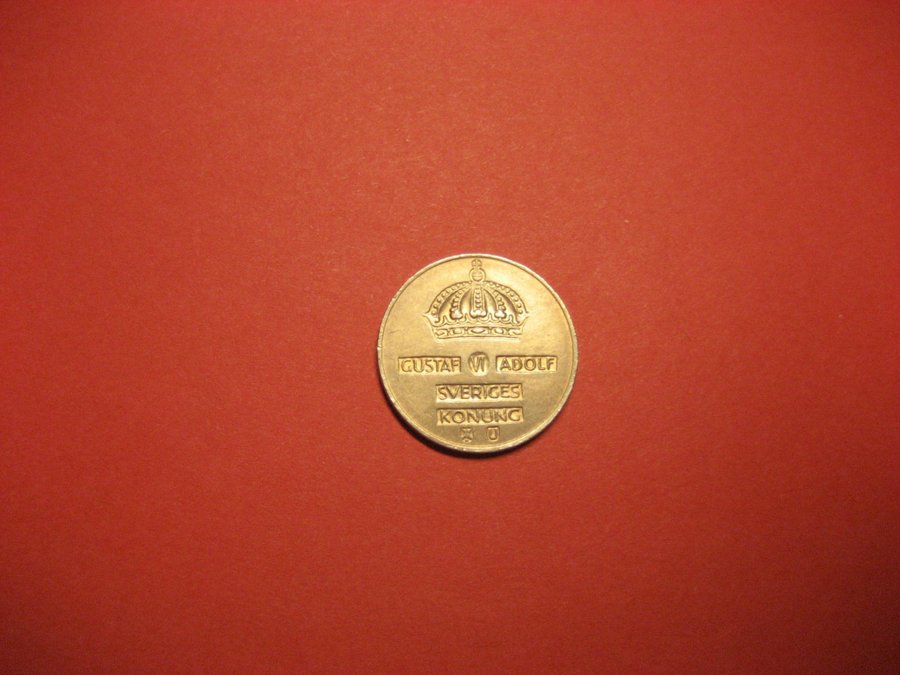 GUSTAF VI ADOLF
SVERIGES
KONUNG
U